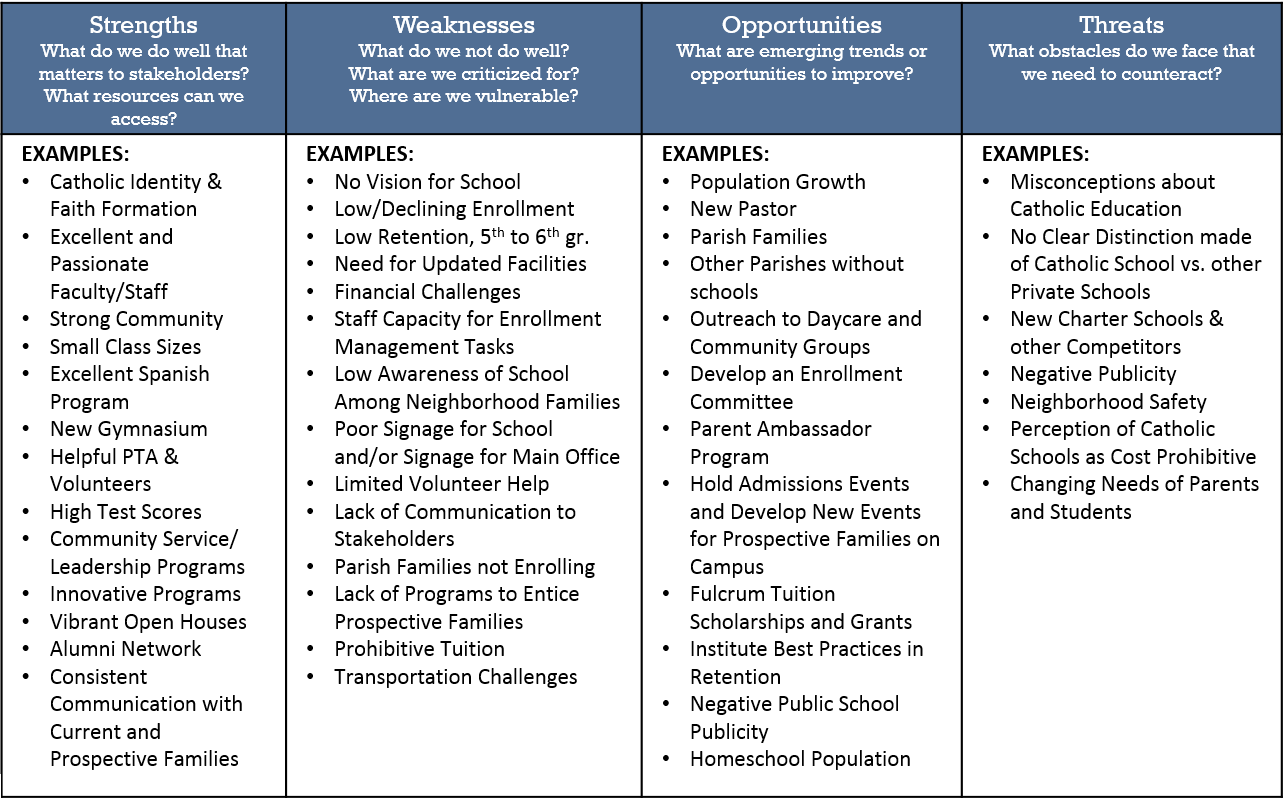 Strengths
What do we do well that
matters to stakeholders?
What resources can we
access?
Weaknesses
What do we not do well?
What are we criticized for?
Where are we vulnerable?
Opportunities
What are emerging trends or
opportunities to improve?
Threats
What obstacles do we face that
we need to counteract?
EXAMPLES:
• Catholic Identity &
Faith Formation
• Excellent and
Passionate
Faculty/Staff
• Strong Community
• Small Class Sizes
• Excellent Spanish
Program
• New Gymnasium
• Helpful PTA &
Volunteers
• High Test Scores
• Community Service/
Leadership Programs
• Innovative Programs
• Vibrant Open Houses
• Alumni Network
• Consistent
Communication with
Current and
Prospective Families
EXAMPLES:
• No Vision for School
• Low/Declining Enrollment
• Low Retention, 5th to 6th gr.
• Need for Updated Facilities
• Financial Challenges
• Staff Capacity for Enrollment
Management Tasks
• Low Awareness of School
Among Neighborhood Families
• Poor Signage for School
and/or Signage for Main Office
• Limited Volunteer Help
• Lack of Communication to
Stakeholders
• Parish Families not Enrolling
• Lack of Programs to Entice
Prospective Families
• Prohibitive Tuition
• Transportation Challenges
EXAMPLES:
• Population Growth
• New Pastor
• Parish Families
• Other Parishes without
schools
• Outreach to Daycare and
Community Groups
• Develop an Enrollment
Committee
• Parent Ambassador
Program
• Hold Admissions Events
and Develop New Events
for Prospective Families on
Campus
• Fulcrum Tuition
Scholarships and Grants
• Institute Best Practices in
Retention
• Negative Public School
Publicity
• Homeschool Population
EXAMPLES:
• Misconceptions about
Catholic Education
• No Clear Distinction made
of Catholic School vs. other
Private Schools
• New Charter Schools &
other Competitors
• Negative Publicity
• Neighborhood Safety
• Perception of Catholic
Schools as Cost Prohibitive
• Changing Needs of Parents
and Students